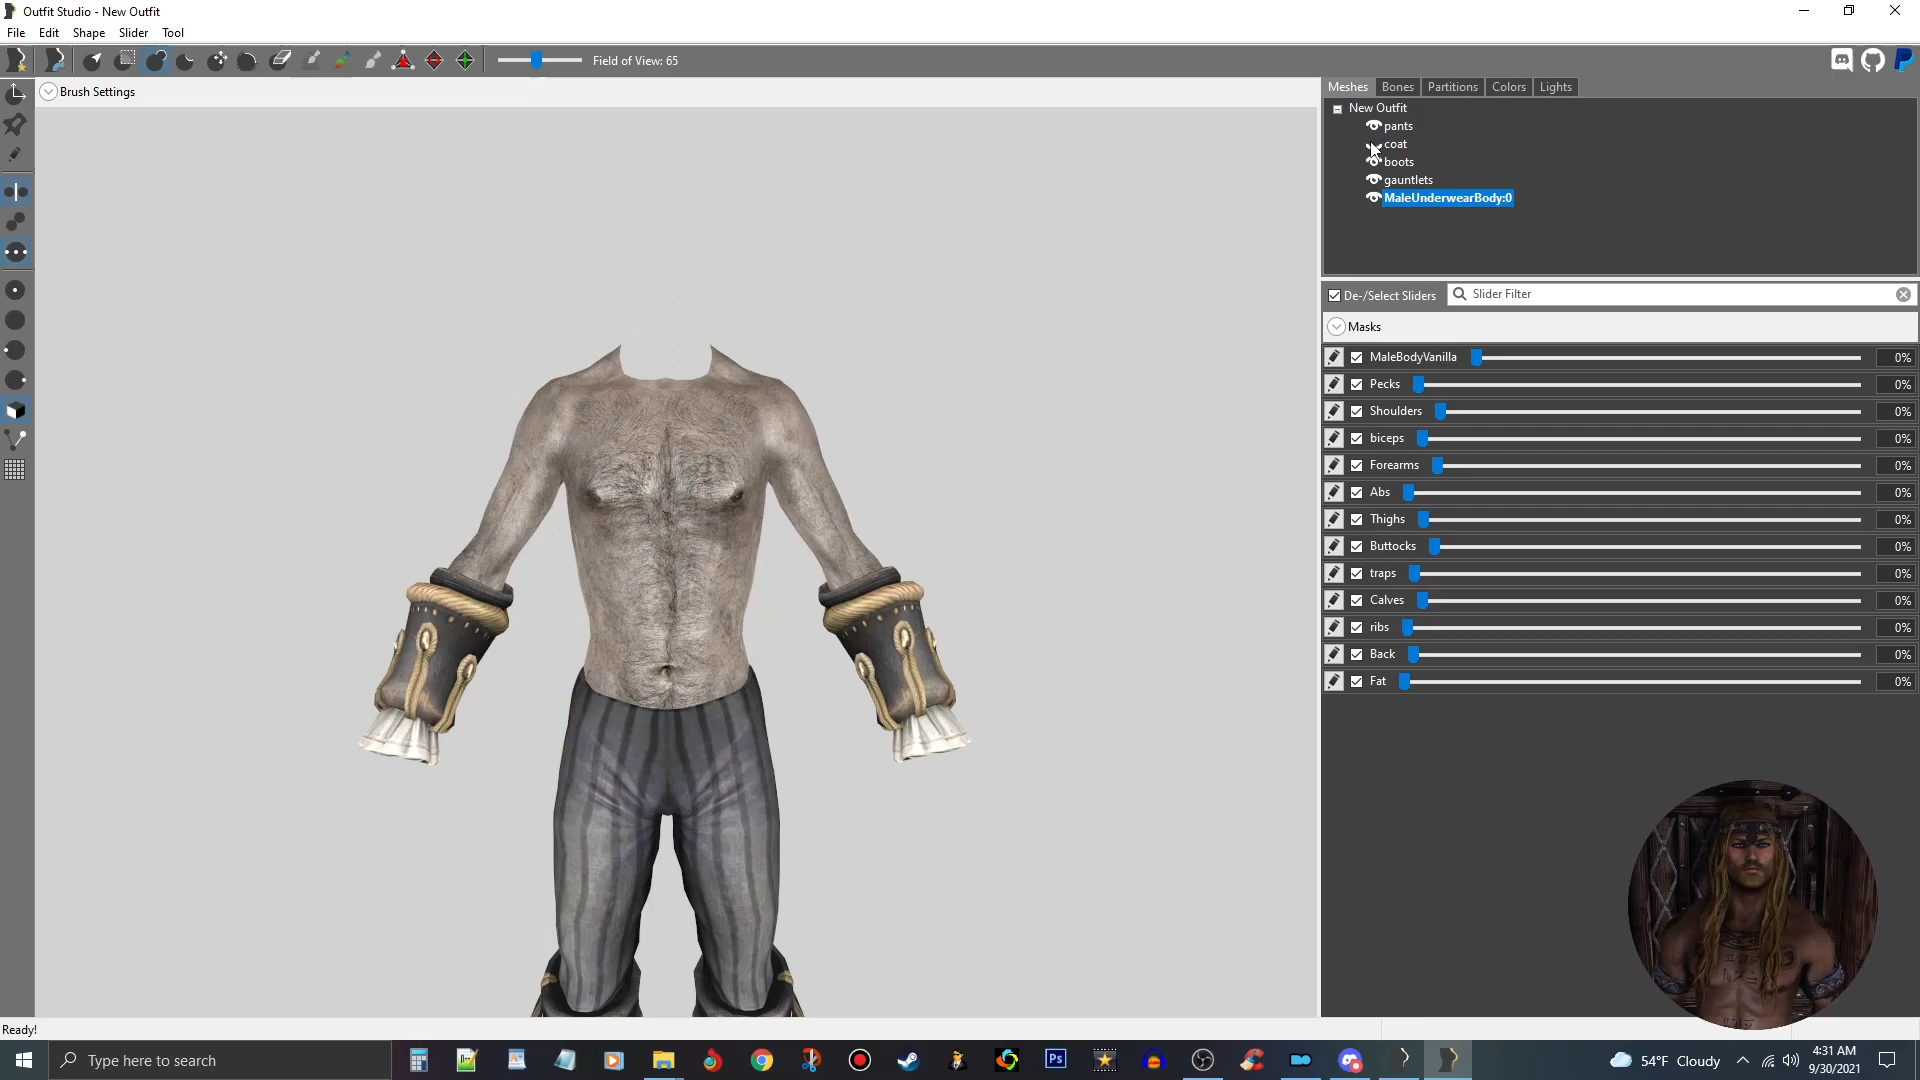 Outfit Studio - New Outfit
File Edit Shape Slider Tool
Field of View: 65
Brush Settings
Meshes Bones Partitions Colors Lights
New Outfit
pants
coat
boots
gauntlets
MaleUnderwearBody:0
De-/Select Sliders Slider Filter
Masks
MaleBodyVanilla 0%
Pecks 0%
Shoulders 0%
biceps 0%
Forearms 0%
Abs 0%
Thighs 0%
Buttocks 0%
traps 0%
Calves 0%
ribs 0%
Back 0%
Fat 0%
Ready!
Type here to search
Ps
54°F Cloudy
4:31 AM
9/30/2021